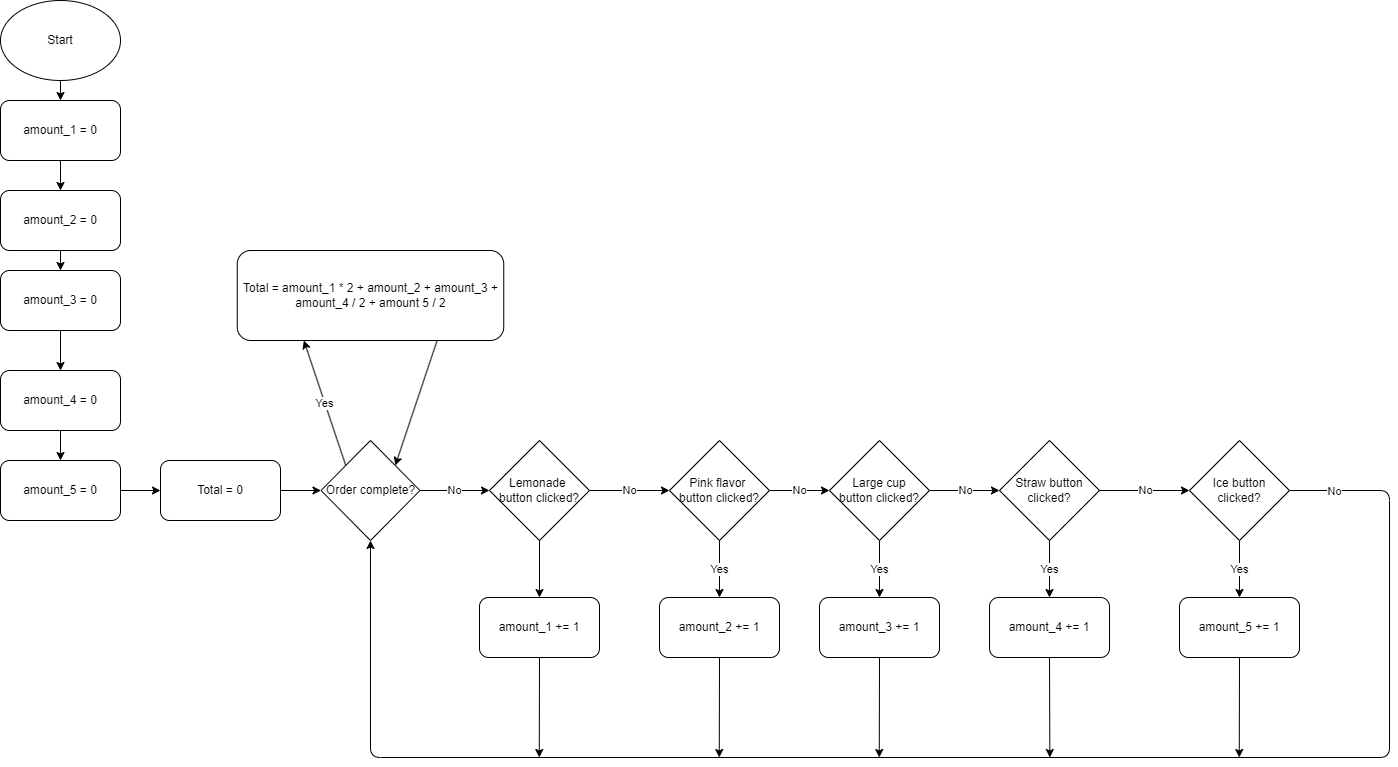 Start
amount_1 = 0
amount_2 = 0
amount_3 = 0
amount_4 = 0
amount_5 = 0
Total = 0
Total = amount_1 * 2 + amount_2 + amount_3 +
amount_4 / 2 + amount 5 / 2
Yes
Order complete?
No
Lemonade
button clicked?
No
Pink flavor
button clicked?
No
Large cup
button clicked?
No
Straw button
clicked?
No
Ice button
clicked?
No
Yes
Yes
Yes
Yes
amount_1 += 1
amount_2 += 1
amount_3 += 1
amount_4 += 1
amount_5 += 1